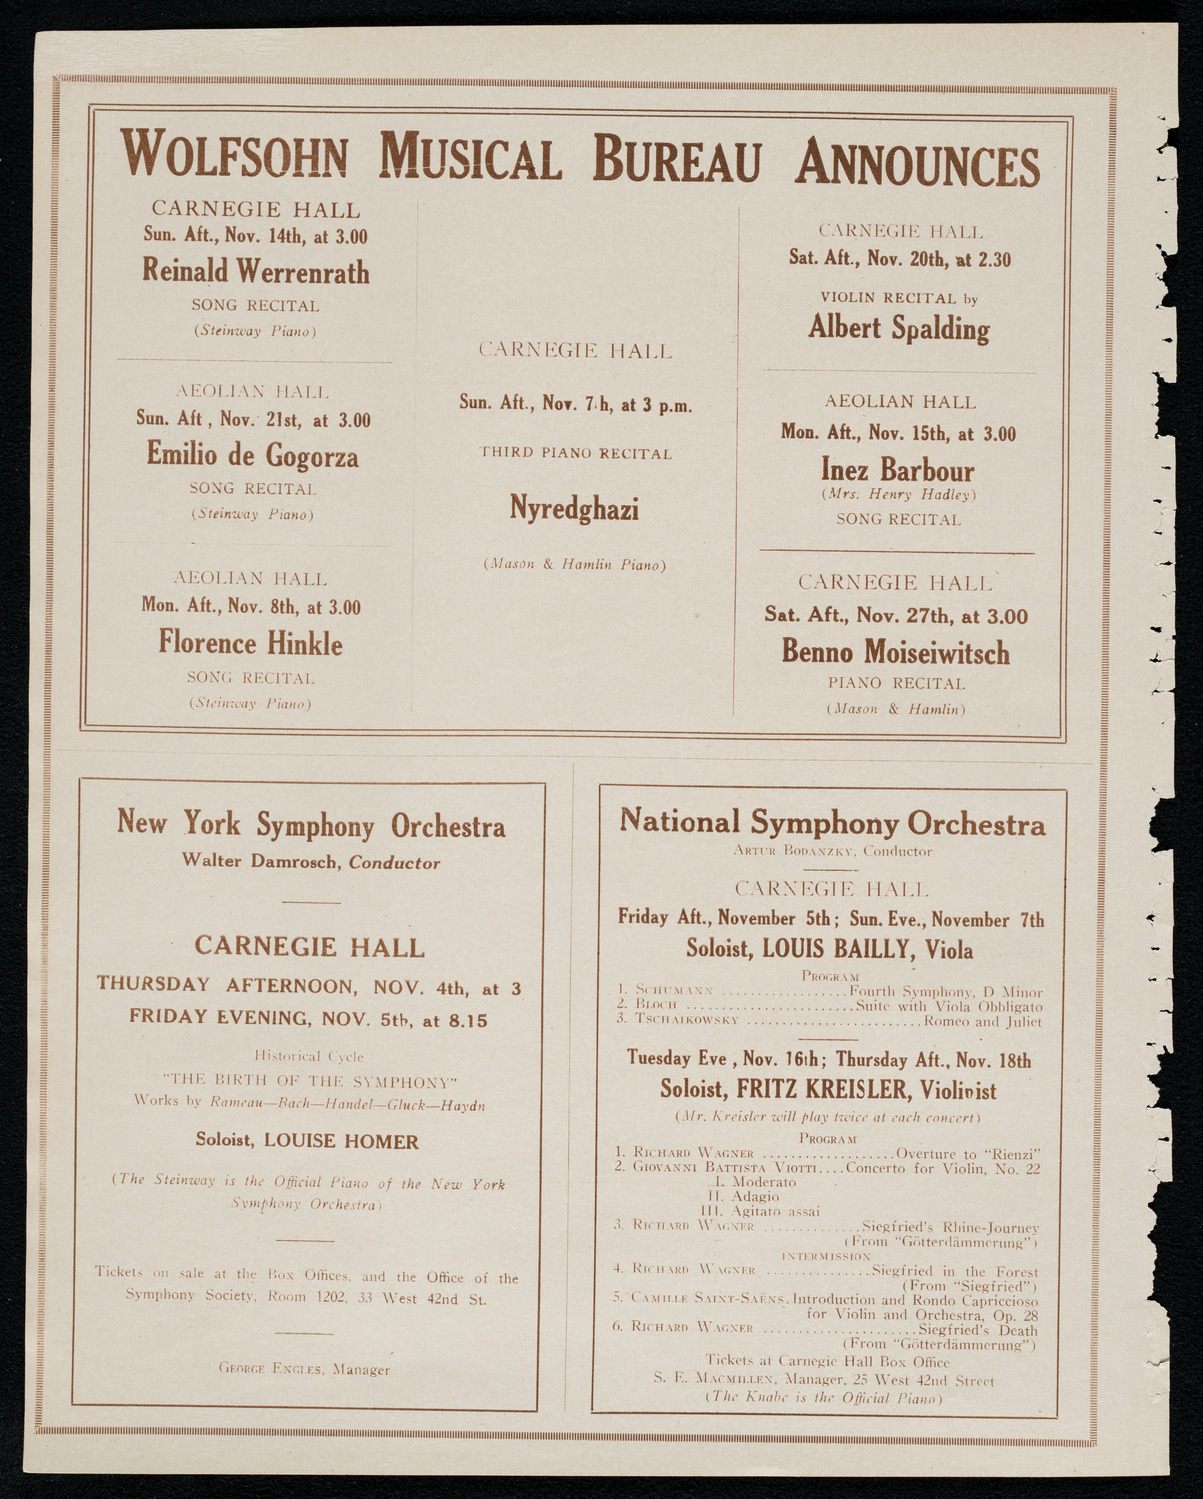 WOLFSOHN MUSICAL BUREAU ANNOUNCES
CARNEGIE HALL
Sun. Aft., Nov. 14th, at 3.00
Reinald Werrenrath
SONG RECITAL
(Steinway Piano)
AEOLIAN HALL
Sun. Aft , Nov. 21st, at 3.00
Emilio de Gogorza
SONG RECITAL
(Steinway Piano)
AEOLIAN HALL
Mon. Aft., Nov. 8th, at 3.00
Florence Hinkle
SONG RECITAL
(Steinway Piano)
CARNEGIE HALL
Sun. Aft., Nov. 7th, at 3 p.m.
THIRD PIANO RECITAL
Nyredghazi
(Mason & Hamlin Piano)
CARNEGIE HALL
Sat. Aft., Nov. 20th, at 2.30
VIOLIN RECITAL by
Albert Spalding
AEOLIAN HALL
Mon. Aft., Nov. 15th, at 3.00
Inez Barbour
(Mrs. Henry Hadley)
SONG RECITAL
CARNEGIE HALL
Sat. Aft., Nov. 27th, at 3.00
Benno Moiseiwitsch
PIANO RECITAL
(Mason & Hamlin)
New York Symphony Orchestra
Walter Damrosch, Conductor
CARNEGIE HALL
THURSDAY AFTERNOON, NOV. 4th, at 3
FRIDAY EVENING, NOV. 5th, at 8.15
Historical Cycle
"THE BIRTH OF THE SYMPHONY"
Works by Rameau—Bach—Handel—Gluck—Haydn
Soloist, LOUISE HOMER
(The Steinway is the Official Piano of the New York
Symphony Orchestra)
Tickets on sale at the Box Offices, and the Office of the
Symphony Society, Room 1202, 33 West 42nd St.
GEORGE ENGLES, Manager
National Symphony Orchestra
ARTUR BODANZKY, Conductor
CARNEGIE HALL
Friday Aft., November 5th; Sun. Eve., November 7th
Soloist, LOUIS BAILLY, Viola
PROGRAM
1. SCHUMANN ..................Fourth Symphony, D Minor
2. BLOCH ........................Suite with Viola Obbligato
3. TSCHAIKOWSKY .........................Romeo and Juliet
Tuesday Eve , Nov. 16th; Thursday Aft., Nov. 18th
Soloist, FRITZ KREISLER, Violinist
(Mr. Kreisler will play twice at each concert)
PROGRAM
1. RICHARD WAGNER ...................Overture to "Rienzi"
2. GIOVANNI BATTISTA VIOTTI....Concerto for Violin, No. 22
I. Moderato
II. Adagio
III. Agitato assai
3. RICHARD WAGNER ..............Siegfried's Rhine-Journey
(From "Götterdämmerung")
INTERMISSION
4. RICHARD WAGNER ...............Siegfried in the Forest
(From "Siegfried")
5. CAMILLE SAINT-SAËNS.Introduction and Rondo Capriccioso
for Violin and Orchestra, Op. 28
6. RICHARD WAGNER ......................Siegfried's Death
(From "Götterdämmerung")
Tickets at Carnegie Hall Box Office
S. E. MACMILLEN, Manager, 25 West 42nd Street
(The Knabe is the Official Piano)